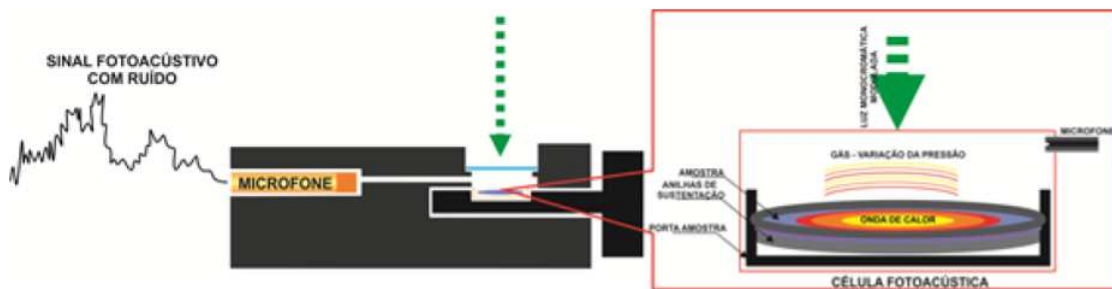 SINAL FOTOACÚSTIVO
COM RUÍDO
MICROFONE
LUZ MONOCROMÁTICA
MODULADA
MICROFONE
GÁS - VARIAÇÃO DA PRESSÃO
AMOSTRA
ANILHAS DE
SUSTENTAÇÃO
ONDA DE CALOR
PORTA AMOSTRA
CÉLULA FOTOACÚSTICA